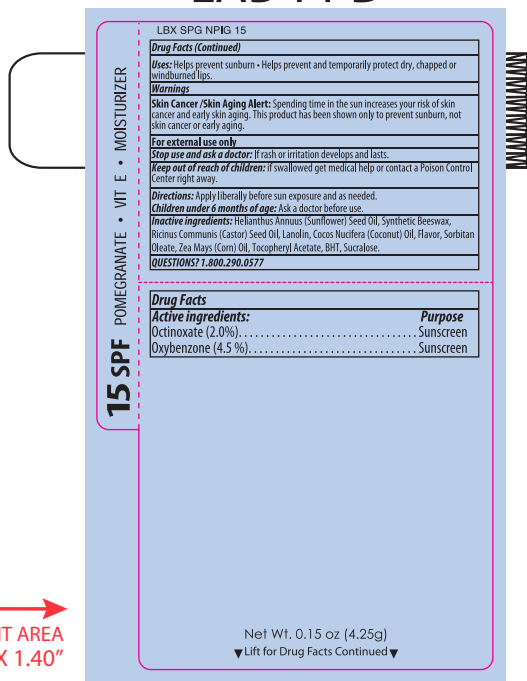 LBX SPG NPIG 15
Drug Facts (Continued)
Uses: Helps prevent sunburn • Helps prevent and temporarily protect dry, chapped or
windburned lips.
Warnings
Skin Cancer /Skin Aging Alert: Spending time in the sun increases your risk of skin
cancer and early skin aging. This product has been shown only to prevent sunburn, not
skin cancer or early aging.
For external use only
Stop use and ask a doctor: If rash or irritation develops and lasts.
Keep out of reach of children: if swallowed get medical help or contact a Poison Control
Center right away.
Directions: Apply liberally before sun exposure and as needed.
Children under 6 months of age: Ask a doctor before use.
Inactive ingredients: Helianthus Annuus (Sunflower) Seed Oil, Synthetic Beeswax,
Ricinus Communis (Castor) Seed Oil, Lanolin, Cocos Nucifera (Coconut) Oil, Flavor, Sorbitan
Oleate, Zea Mays (Corn) Oil, Tocopheryl Acetate, BHT, Sucralose.
QUESTIONS? 1.800.290.0577
15 SPF POMEGRANATE • VIT E • MOISTURIZER
Drug Facts
Active ingredients: Purpose
Octinoxate (2.0%)................................Sunscreen
Oxybenzone (4.5 %)..............................Sunscreen
IT AREA
X 1.40"
Net Wt. 0.15 oz (4.25g)
▼Lift for Drug Facts Continued▼